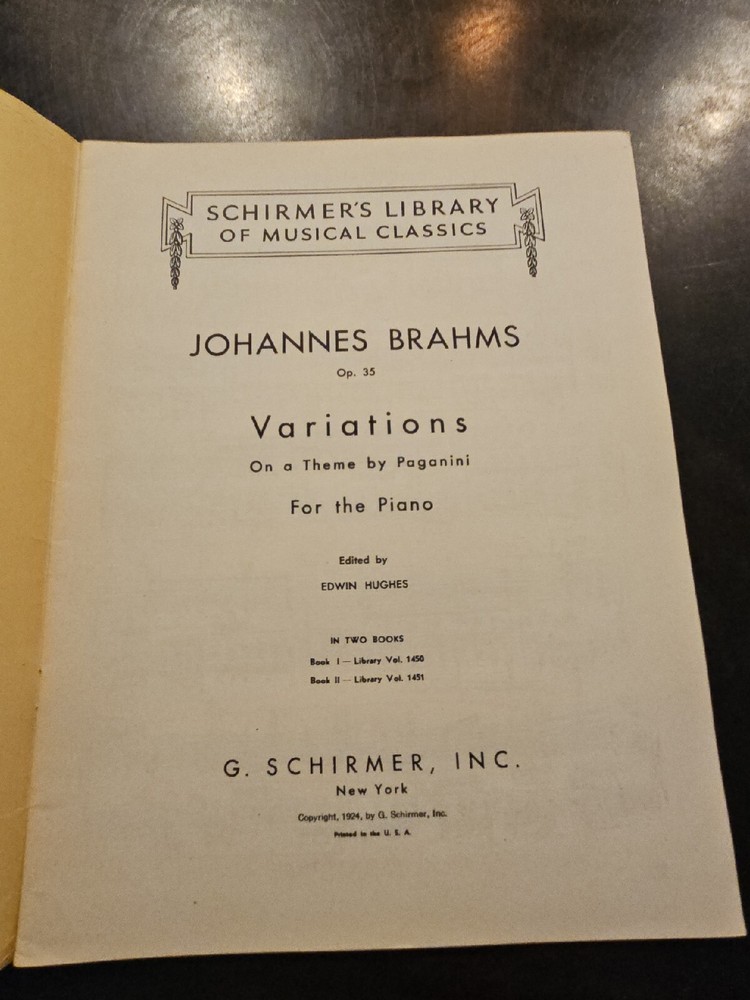 SCHIRMER'S LIBRARY
OF MUSICAL CLASSICS
JOHANNES BRAHMS
Op. 35
Variations
On a Theme by Paganini
For the Piano
Edited by
EDWIN HUGHES
IN TWO BOOKS
Book I — Library Vol. 1450
Book II — Library Vol. 1451
G. SCHIRMER, INC.
New York
Copyright, 1924, by G. Schirmer, Inc.
Printed in the U. S. A.